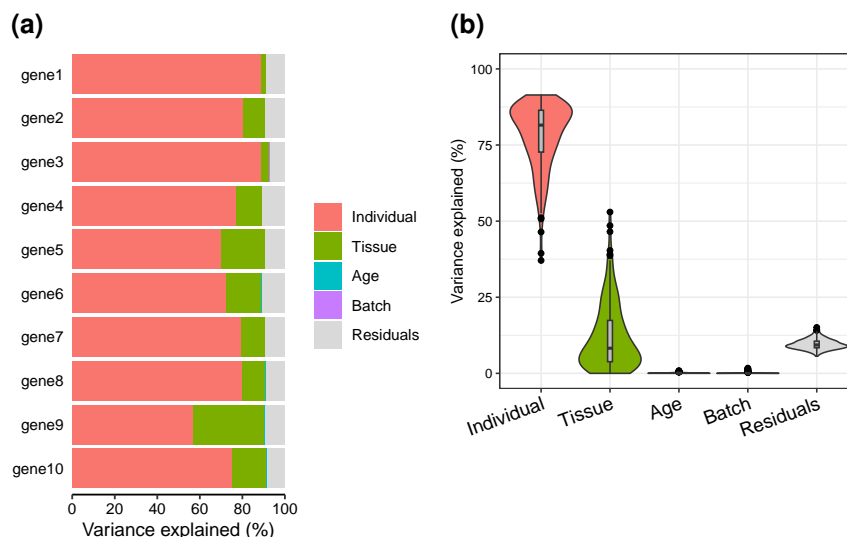 (a)
gene1
gene2
gene3
gene4
gene5
gene6
gene7
gene8
gene9
gene10
0 20 40 60 80 100
Variance explained (%)
Individual
Tissue
Age
Batch
Residuals
(b)
Variance explained (%)
100
75
50
25
0
Individual
Tissue
Age
Batch
Residuals